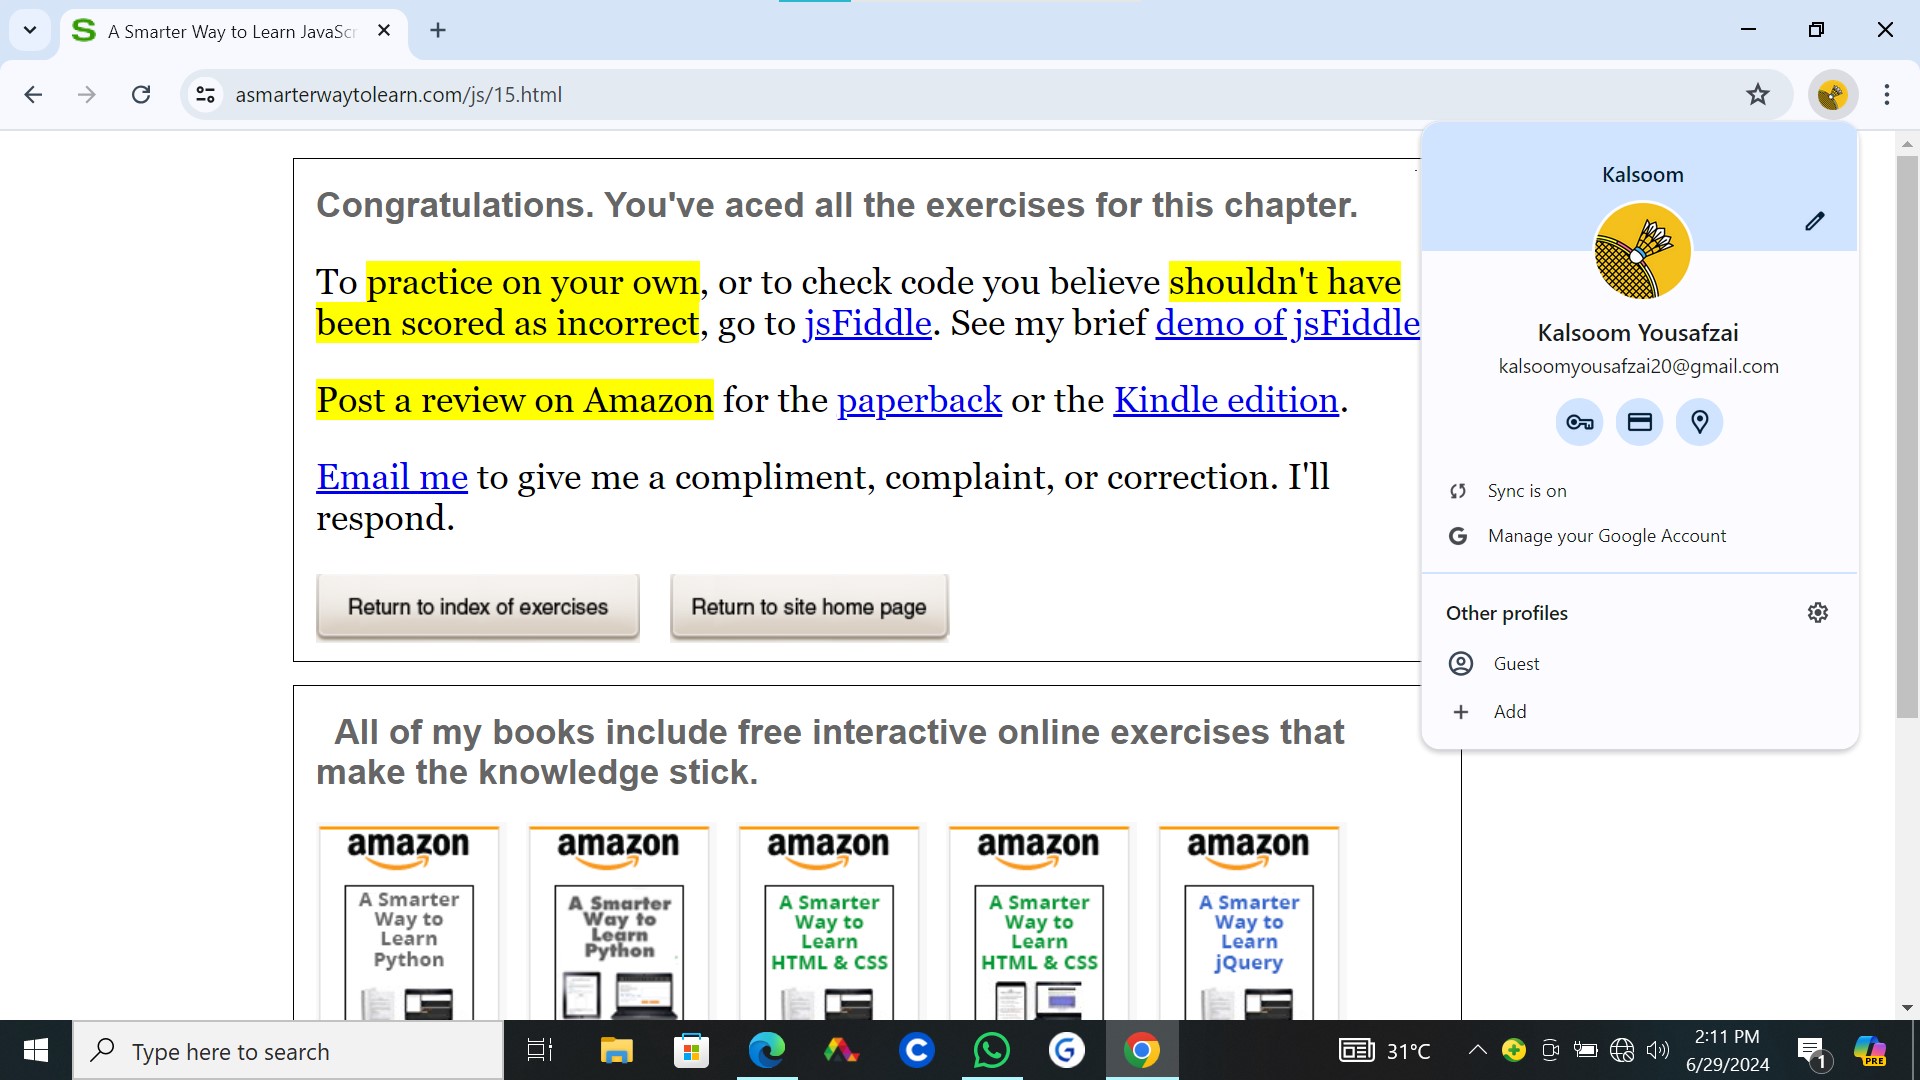 A Smarter Way to Learn JavaScr
asmarterwaytolearn.com/js/15.html
Congratulations. You've aced all the exercises for this chapter.
To practice on your own, or to check code you believe shouldn't have
been scored as incorrect, go to jsFiddle. See my brief demo of jsFiddle
Post a review on Amazon for the paperback or the Kindle edition.
Email me to give me a compliment, complaint, or correction. I'll
respond.
Return to index of exercises
Return to site home page
Kalsoom
Kalsoom Yousafzai
kalsoomyousafzai20@gmail.com
Sync is on
Manage your Google Account
Other profiles
Guest
Add
All of my books include free interactive online exercises that
make the knowledge stick.
amazon
A Smarter
Way to
Learn
Python
amazon
A Smarter
Way to
Learn
Python
amazon
A Smarter
Way to
Learn
HTML & CSS
amazon
A Smarter
Way to
Learn
HTML & CSS
amazon
A Smarter
Way to
Learn
jQuery
Type here to search
31°C
2:11 PM
6/29/2024
1
PRE